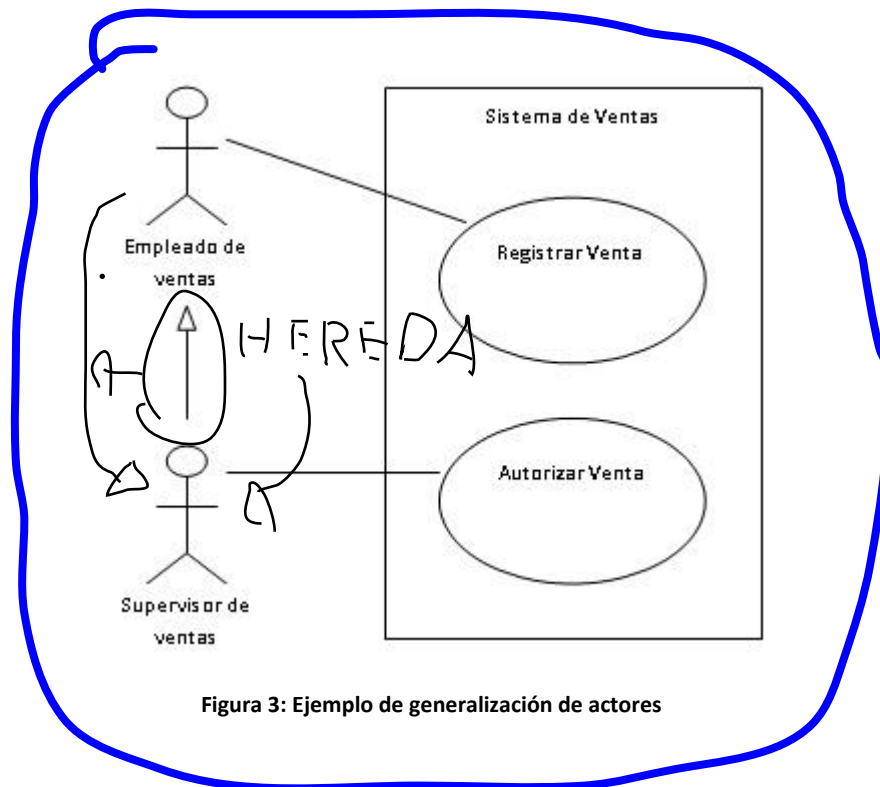 Sistema de Ventas
Empleado de
ventas
Registrar Venta
HEREDA
Autorizar Venta
Supervisor de
ventas
Figura 3: Ejemplo de generalización de actores